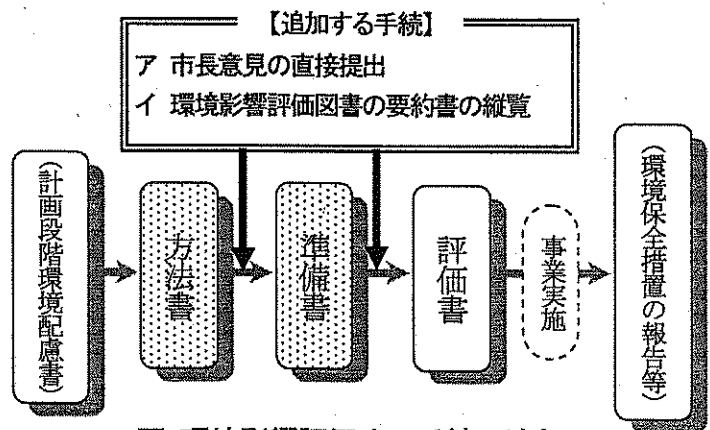 【追加する手続】
ア 市長意見の直接提出
イ 環境影響評価図書の要約書の縦覧
(計画段階環境配慮書)
方法書
準備書
評価書
事業実施
(環境保全措置の報告等)